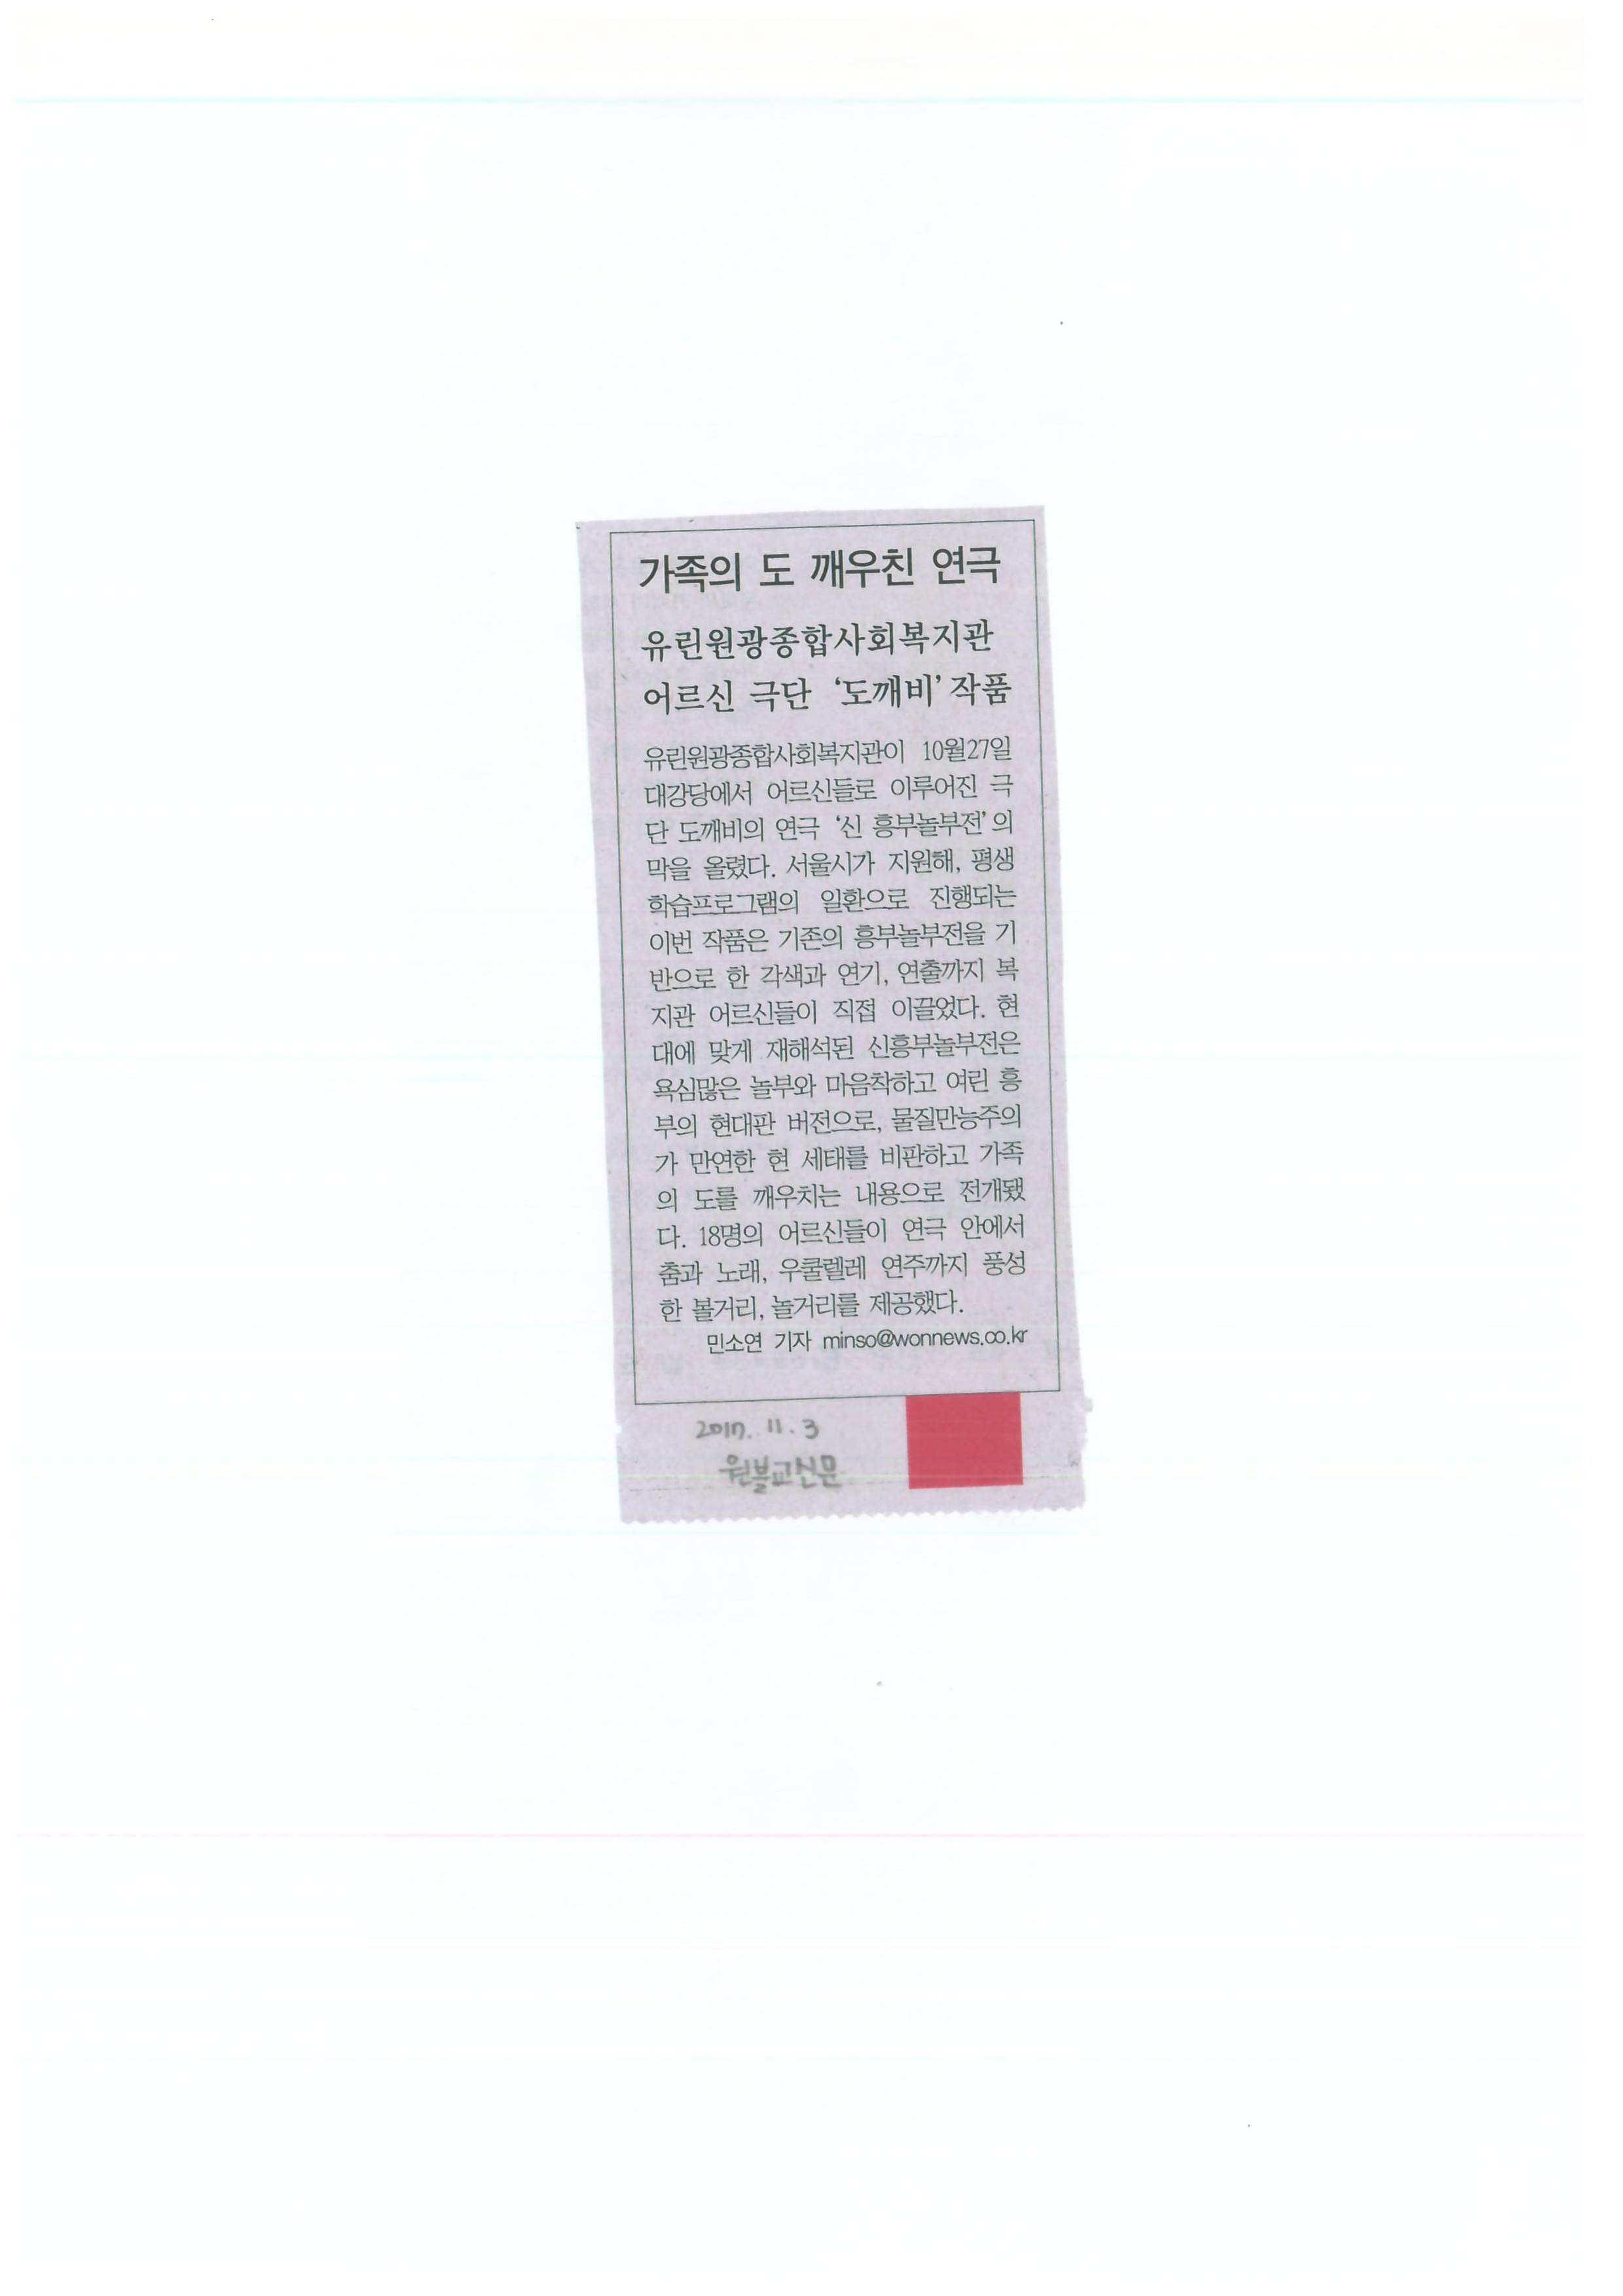 가족의 도 깨우친 연극
유린원광종합사회복지관
어르신 극단 ‘도깨비’ 작품
유린원광종합사회복지관이 10월27일
대강당에서 어르신들로 이루어진 극
단 도깨비의 연극 ‘신 흥부놀부전’의
막을 올렸다. 서울시가 지원해, 평생
학습프로그램의 일환으로 진행되는
이번 작품은 기존의 흥부놀부전을 기
반으로 한 각색과 연기, 연출까지 복
지관 어르신들이 직접 이끌었다. 현
대에 맞게 재해석된 신흥부놀부전은
욕심많은 놀부와 마음착하고 여린 흥
부의 현대판 버전으로, 물질만능주의
가 만연한 현 세태를 비판하고 가족
의 도를 깨우치는 내용으로 전개됐
다. 18명의 어르신들이 연극 안에서
춤과 노래, 우쿨렐레 연주까지 풍성
한 볼거리, 놀거리를 제공했다.
민소연 기자 minso@wonnews.co.kr
2017. 11. 3
원불교신문